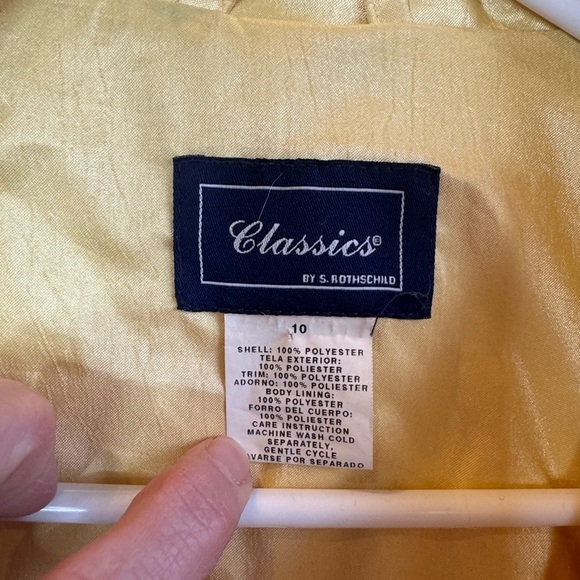 Classics®
BY S. ROTHSCHILD
10
SHELL: 100% POLYESTER
TELA EXTERIOR:
100% POLIESTER
TRIM: 100% POLYESTER
ADORNO: 100% POLIESTER
BODY LINING:
100% POLYESTER
FORRO DEL CUERPO:
100% POLIESTER
CARE INSTRUCTION
MACHINE WASH COLD
SEPARATELY,
GENTLE CYCLE
AVARSE POR SEPARADO